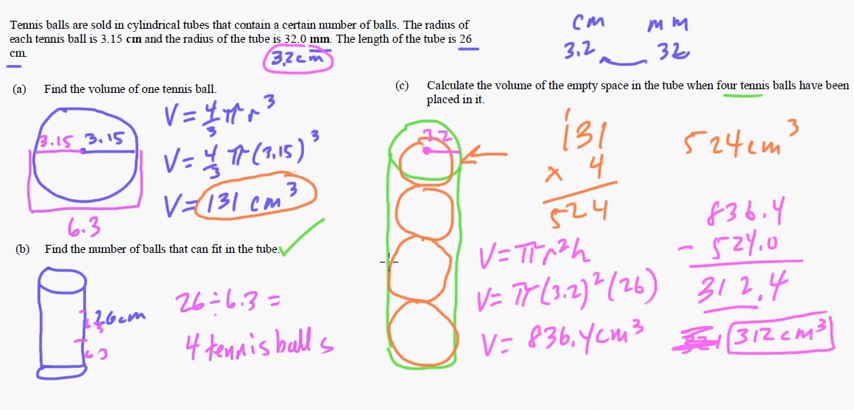 Tennis balls are sold in cylindrical tubes that contain a certain number of balls. The radius of
each tennis ball is 3.15 cm and the radius of the tube is 32.0 mm. The length of the tube is 26
cm.
3.2cm
cm mm
3.2 32
(a) Find the volume of one tennis ball.
3.15 3.15
6.3
V = 4/3 πr³
V = 4/3 π(3.15)³
V = 131 cm³
(b) Find the number of balls that can fit in the tube.
26cm
26 ÷ 6.3 =
4 tennis balls
(c) Calculate the volume of the empty space in the tube when four tennis balls have been
placed in it.
3.2
131
x 4
524
524cm³
V = πr²h
V = π(3.2)²(26)
V = 836.4cm³
836.4
- 524.0
312.4
312cm³